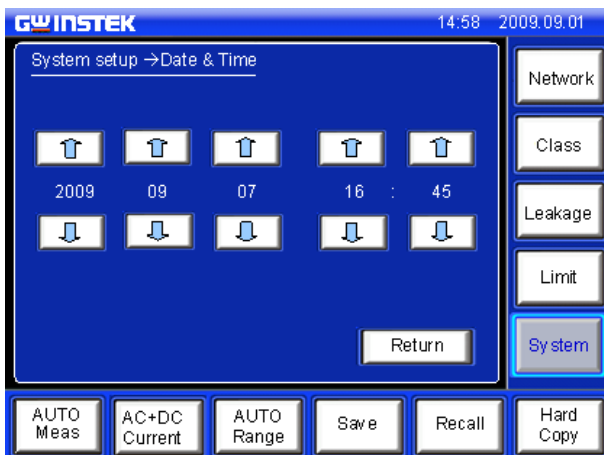 GWINSTEK 14:58 2009.09.01
System setup →Date & Time
2009 09 07 16 : 45
Return
Network
Class
Leakage
Limit
System
AUTO Meas
AC+DC Current
AUTO Range
Save
Recall
Hard Copy